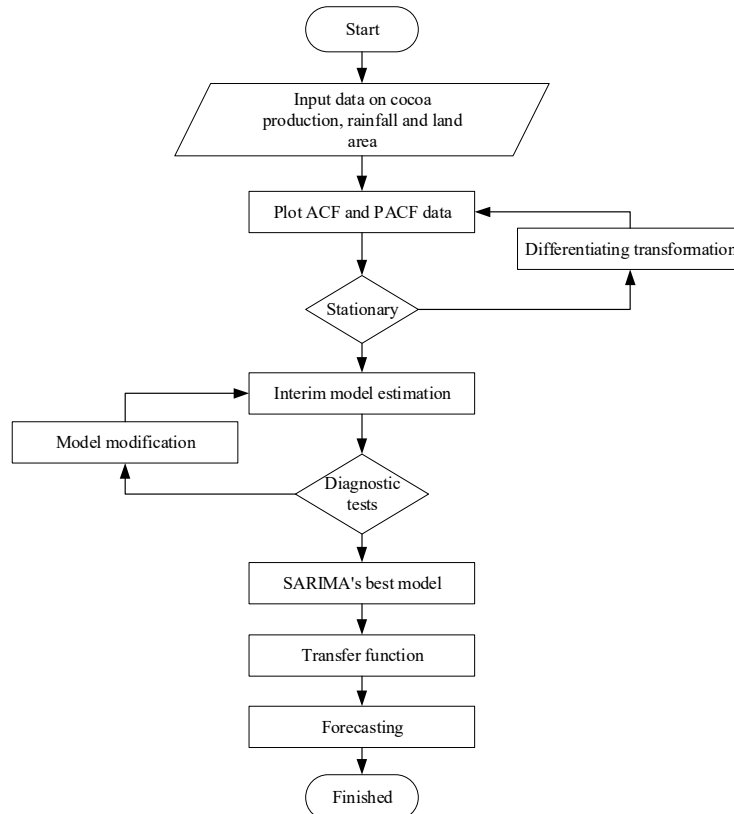 Start
Input data on cocoa
production, rainfall and land
area
Plot ACF and PACF data
Differentiating transformation
Stationary
Interim model estimation
Model modification
Diagnostic
tests
SARIMA's best model
Transfer function
Forecasting
Finished